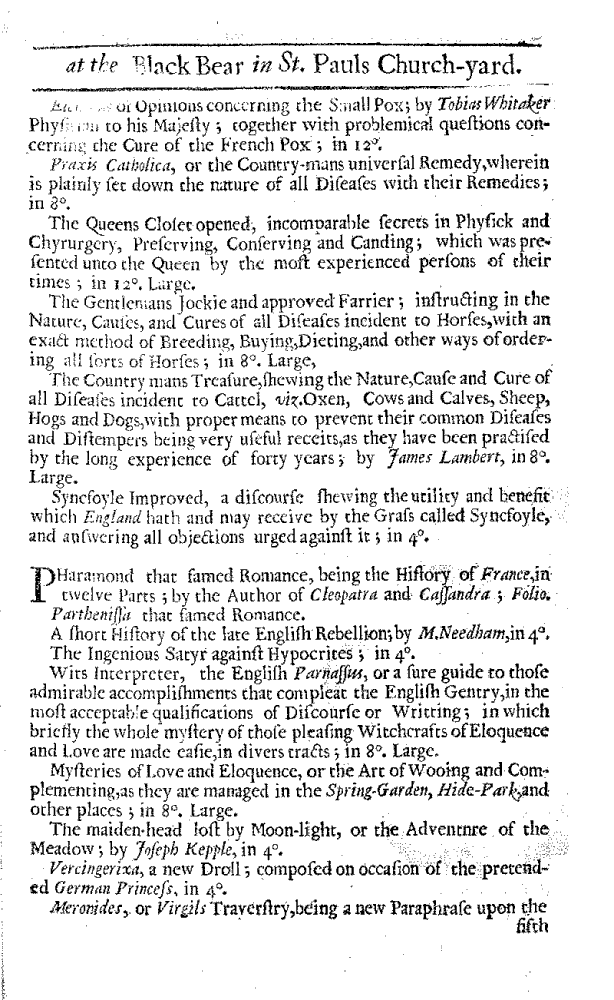 at the Black Bear in St. Pauls Church-yard.
of Opinions concerning the Small Pox; by Tobias Whitaker
Phyſitian to his Majeſty ; together with problemical queſtions con-
cerning the Cure of the French Pox ; in 12°.
Praxis Catholica, or the Country-mans univerſal Remedy,wherein
is plainly ſet down the nature of all Diſeaſes with their Remedies;
in 8°.
The Queens Cloſet opened, incomparable ſecrets in Phyſick and
Chyrurgery, Preſerving, Conſerving and Canding; which was pre-
ſented unto the Queen by the moſt experienced perſons of their
times ; in 12°. Large.
The Gentlemans Jockie and approved Farrier ; inſtructing in the
Nature, Cauſes, and Cures of all Diſeaſes incident to Horſes,with an
exact method of Breeding, Buying,Dieting,and other ways of order-
ing all ſorts of Horſes ; in 8°. Large,
The Country mans Treaſure,ſhewing the Nature,Cauſe and Cure of
all Diſeaſes incident to Cattel, viz.Oxen, Cows and Calves, Sheep,
Hogs and Dogs,with proper means to prevent their common Diſeaſes
and Diſtempers being very uſeful receits,as they have been practiſed
by the long experience of forty years; by James Lambert, in 8°.
Large.
Syncfoyle Improved, a diſcourſe ſhewing the utility and benefit
which England hath and may receive by the Graſs called Syncfoyle,
and anſwering all objections urged againſt it ; in 4°.
PHaramond that famed Romance, being the Hiſtory of France,in
twelve Parts ; by the Author of Cleopatra and Caſſandra ; Folio.
Partheniſſa that famed Romance.
A ſhort Hiſtory of the late Engliſh Rebellion;by M.Needham,in 4°.
The Ingenious Satyr againſt Hypocrites ; in 4°.
Wits Interpreter, the Engliſh Parnaſſus, or a ſure guide to thoſe
admirable accompliſhments that compleat the Engliſh Gentry,in the
moſt acceptable qualifications of Diſcourſe or Writting; in which
briefly the whole myſtery of thoſe pleaſing Witchcrafts of Eloquence
and Love are made eaſie,in divers tracts ; in 8°. Large.
Myſteries of Love and Eloquence, or the Art of Wooing and Com-
plementing,as they are managed in the Spring-Garden, Hide-Park,and
other places ; in 8°. Large.
The maiden-head loſt by Moon-light, or the Adventnre of the
Meadow ; by Joſeph Kepple, in 4°.
Vercingerixa, a new Droll ; compoſed on occaſion of the pretend-
ed German Princeſs, in 4°.
Meronides, or Virgils Traverſtry,being a new Paraphraſe upon the
fifth